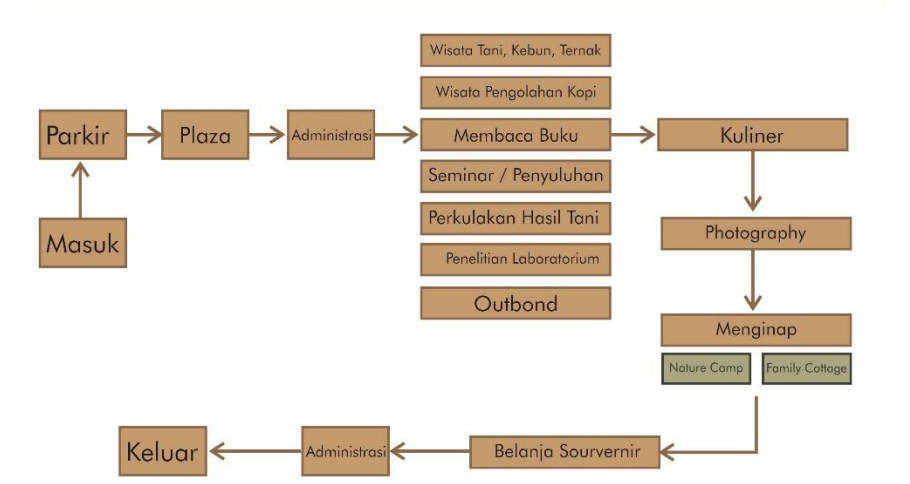 Masuk
Parkir
Plaza
Administrasi
Wisata Tani, Kebun, Ternak
Wisata Pengolahan Kopi
Membaca Buku
Seminar / Penyuluhan
Perkulakan Hasil Tani
Penelitian Laboratorium
Outbond
Kuliner
Photography
Menginap
Nature Camp
Family Cottage
Belanja Sourvernir
Administrasi
Keluar